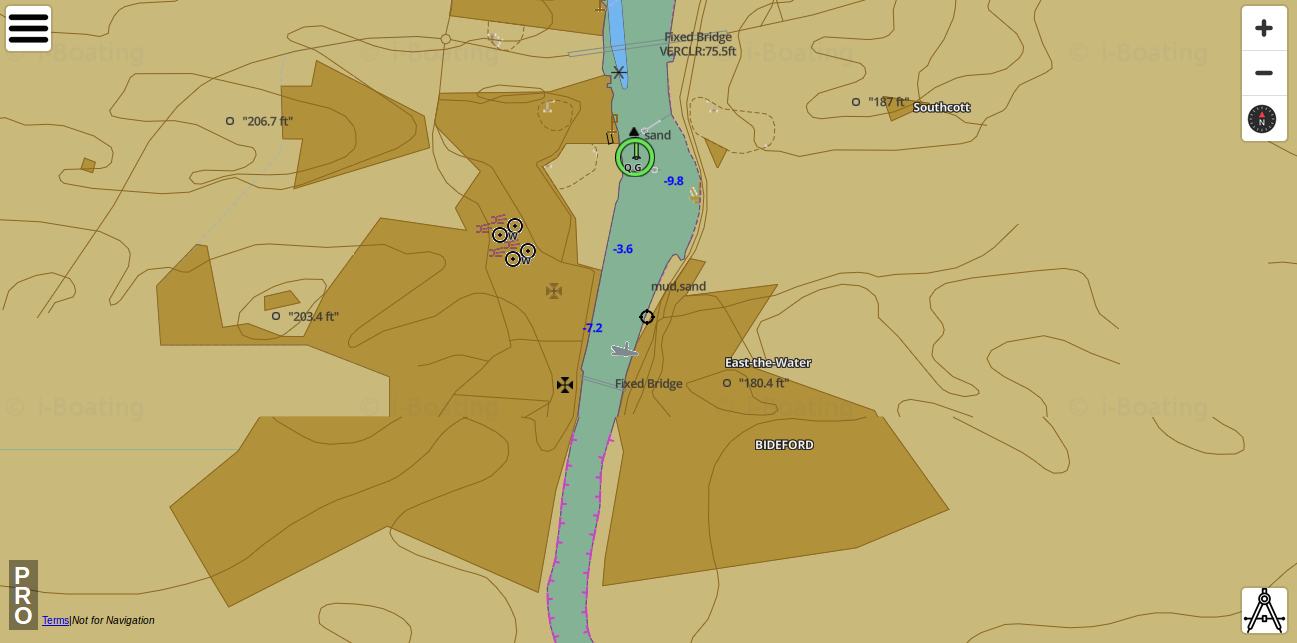 Fixed Bridge
VERCLR:75.5ft
© i-Boating
© i-Boating
© i-Boating
"187 ft"
Southcott
"206.7 ft"
N
sand
Q.G
-9.8
W
-3.6
W
mud,sand
"203.4 ft"
-7.2
East-the-Water
Fixed Bridge
"180.4 ft"
© i-Boating
© i-Boating
© i-Boating
© i-Boating
BIDEFORD
PRO
Terms|Not for Navigation